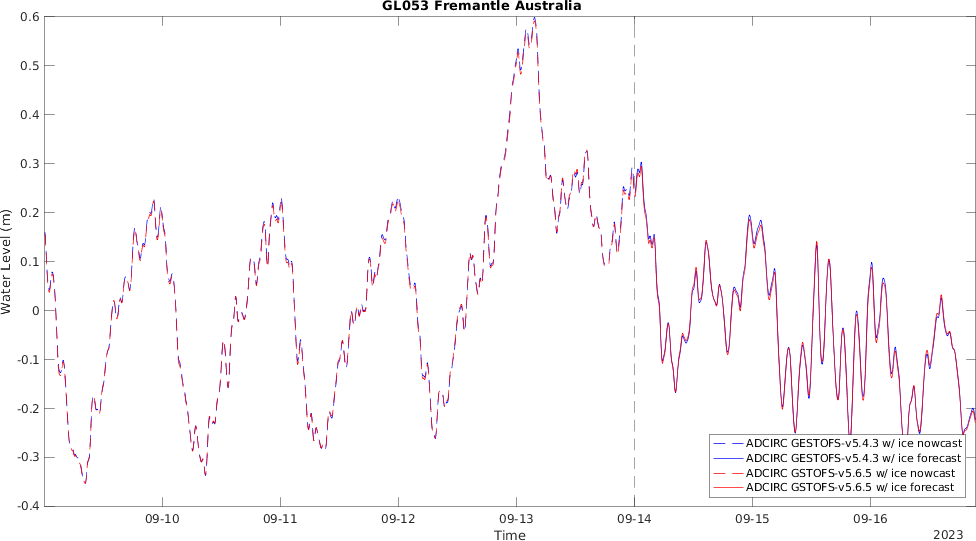 GL053 Fremantle Australia
0.6
0.5
0.4
0.3
0.2
0.1
0
-0.1
-0.2
-0.3
-0.4
Water Level (m)
09-10 09-11 09-12 09-13 09-14 09-15 09-16
Time
2023
ADCIRC GESTOFS-v5.4.3 w/ ice nowcast
ADCIRC GESTOFS-v5.4.3 w/ ice forecast
ADCIRC GSTOFS-v5.6.5 w/ ice nowcast
ADCIRC GSTOFS-v5.6.5 w/ ice forecast